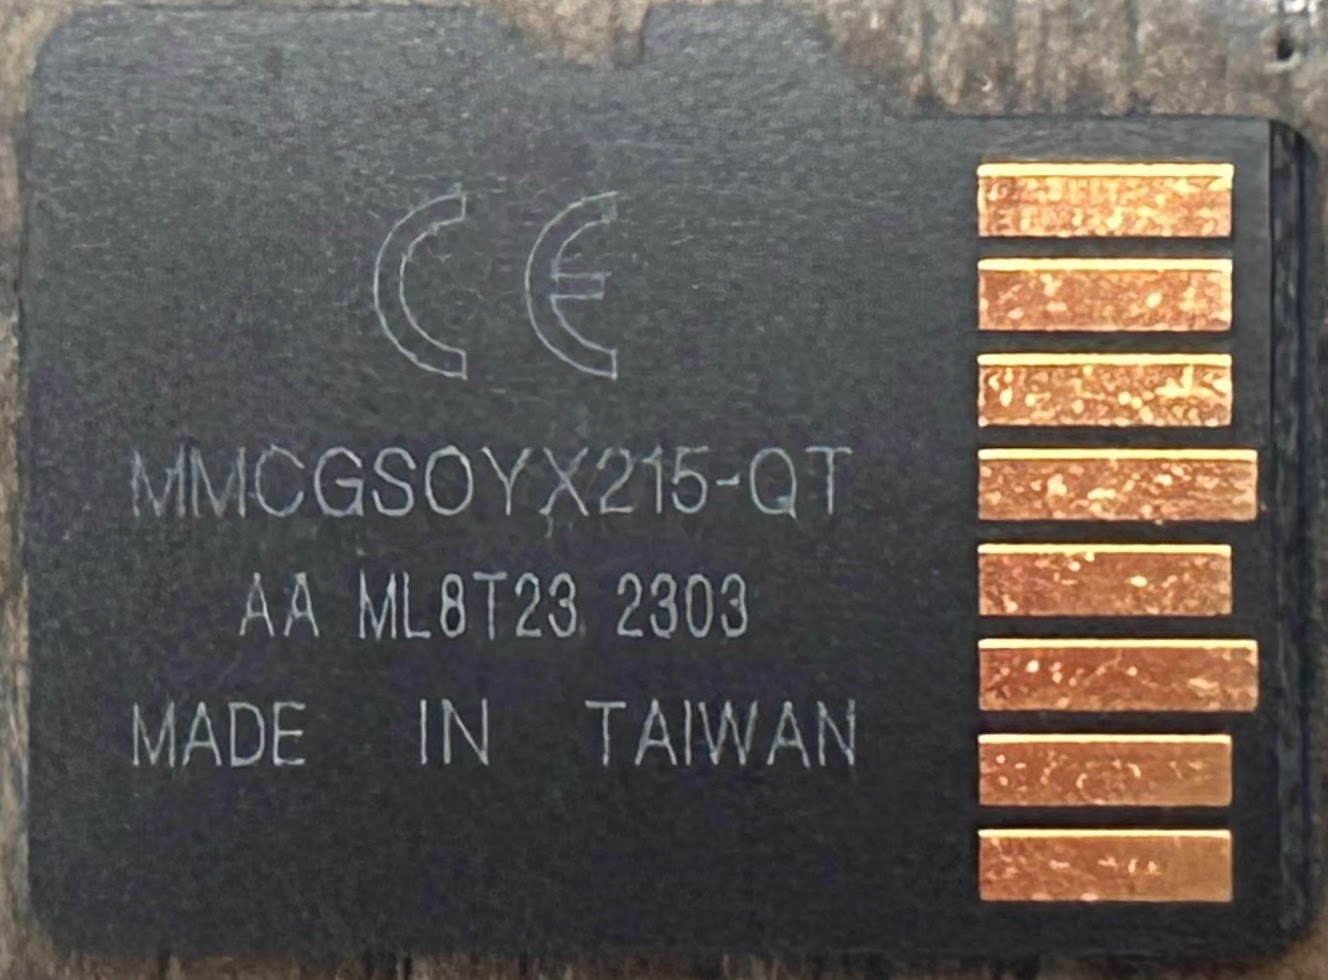 CE
MMCGSOYX215-QT
AA ML8T23 2303
MADE IN TAIWAN